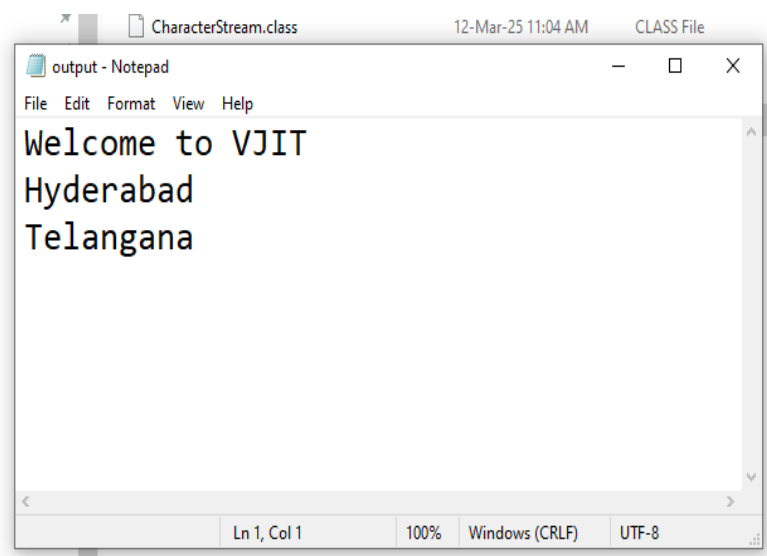 CharacterStream.class 12-Mar-25 11:04 AM CLASS File
output - Notepad
File Edit Format View Help
Welcome to VJIT
Hyderabad
Telangana
Ln 1, Col 1 100% Windows (CRLF) UTF-8